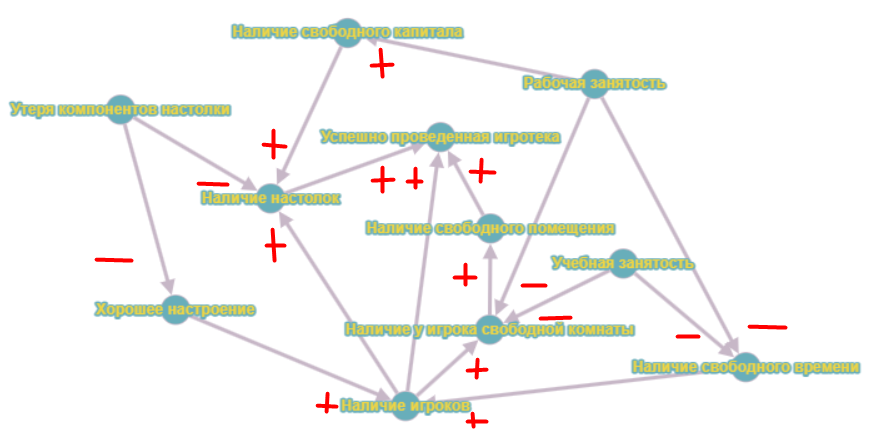 Наличие свободного капитала
+
Рабочая занятость
Утеря компонентов настолки
Успешно проведенная игротека
+
+ + +
−
Наличие настолок
Наличие свободного помещения
+
−
Учебная занятость
+
−
Хорошее настроение
Наличие у игрока свободной комнаты
−
−
−
Наличие свободного времени
+
+
Наличие игроков
+